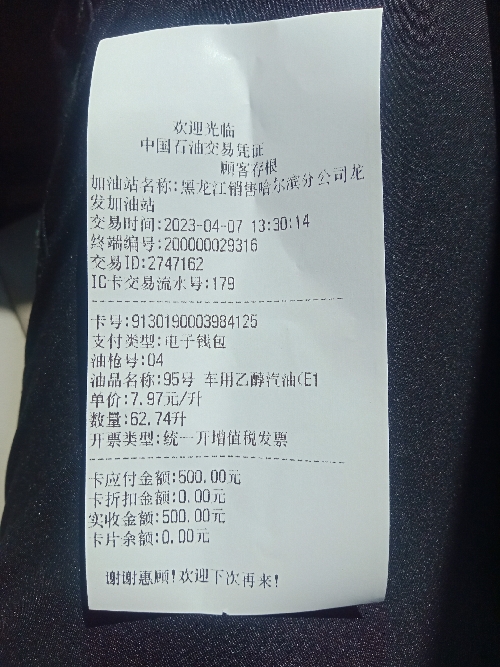 欢迎光临
中国石油交易凭证
顾客存根
加油站名称:黑龙江销售哈尔滨分公司龙
发加油站
交易时间:2023-04-07 13:30:14
终端编号:200000029316
交易ID:2747162
IC卡交易流水号:179
卡号:9130190003984125
支付类型:电子钱包
油枪号:04
油品名称:95号 车用乙醇汽油(E1
单价:7.97元/升
数量:62.74升
开票类型:统一开增值税发票
卡应付金额:500.00元
卡折扣金额:0.00元
实收金额:500.00元
卡片余额:0.00元
谢谢惠顾!欢迎下次再来!